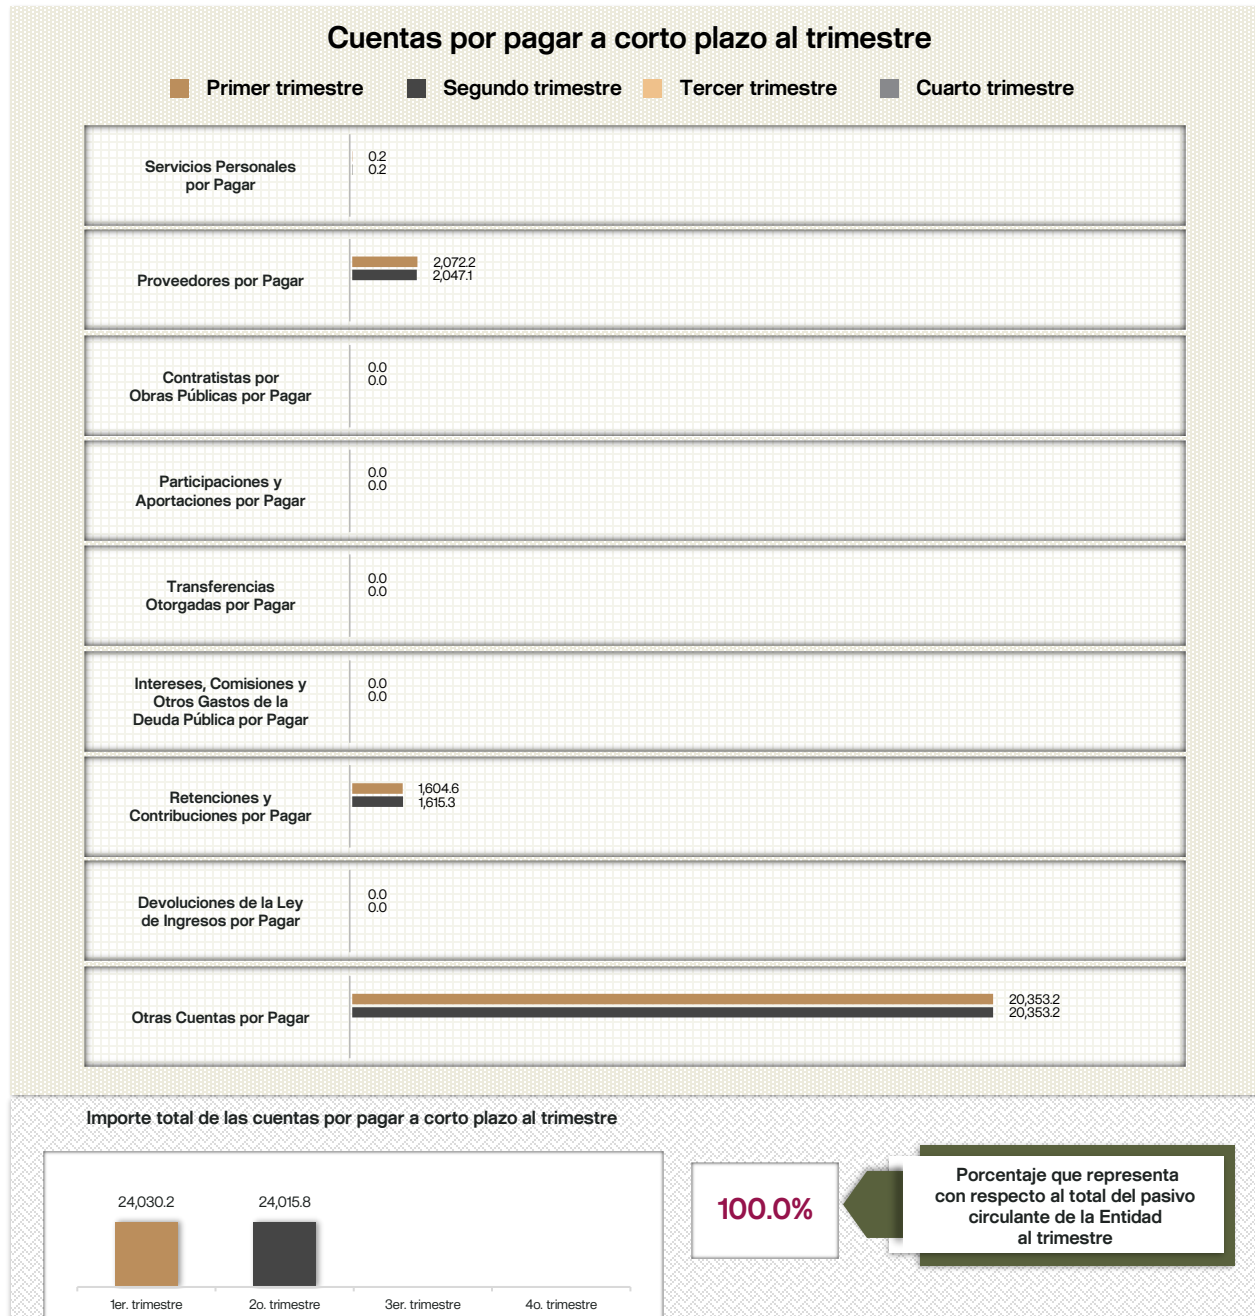 Cuentas por pagar a corto plazo al trimestre
Primer trimestre Segundo trimestre Tercer trimestre Cuarto trimestre
Servicios Personales
por Pagar
0.2
0.2
Proveedores por Pagar
2,072.2
2,047.1
Contratistas por
Obras Públicas por Pagar
0.0
0.0
Participaciones y
Aportaciones por Pagar
0.0
0.0
Transferencias
Otorgadas por Pagar
0.0
0.0
Intereses, Comisiones y
Otros Gastos de la
Deuda Pública por Pagar
0.0
0.0
Retenciones y
Contribuciones por Pagar
1,604.6
1,615.3
Devoluciones de la Ley
de Ingresos por Pagar
0.0
0.0
Otras Cuentas por Pagar
20,353.2
20,353.2
Importe total de las cuentas por pagar a corto plazo al trimestre
24,030.2 24,015.8
1er. trimestre 2o. trimestre 3er. trimestre 4o. trimestre
100.0%
Porcentaje que representa
con respecto al total del pasivo
circulante de la Entidad
al trimestre